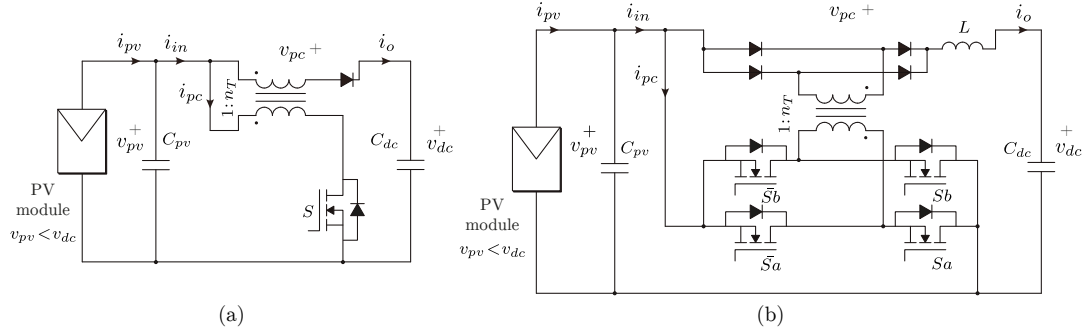 i_pv
i_in
v_pc +
i_o
i_pc
1:n_T
+
v_pv
C_pv
C_dc
+
v_dc
PV
module
v_pv<v_dc
S
(a)
i_pv
i_in
v_pc +
L
i_o
i_pc
1:n_T
+
v_pv
C_pv
C_dc
+
v_dc
PV
module
v_pv<v_dc
S̄b
Sb
S̄a
Sa
(b)